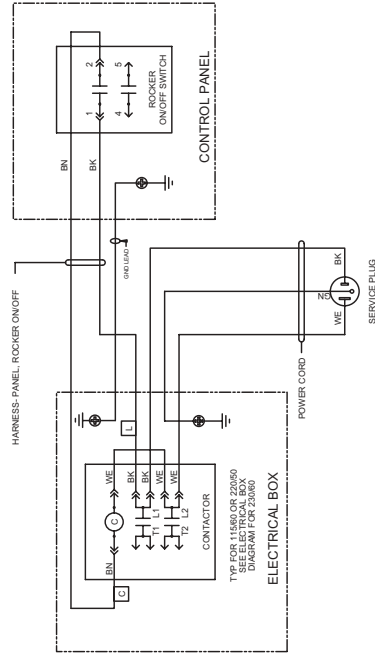 HARNESS- PANEL, ROCKER ON/OFF
BN
BK
1
2
4
5
ROCKER
ON/OFF SWITCH
CONTROL PANEL
GND LEAD
L
WE
BK
BK
WE
WE
C
BN
C
T1
L1
T2
L2
CONTACTOR
TYP FOR 115/60 OR 220/50
SEE ELECTRICAL BOX
DIAGRAM FOR 230/60
ELECTRICAL BOX
POWER CORD
WE
GN
BK
SERVICE PLUG